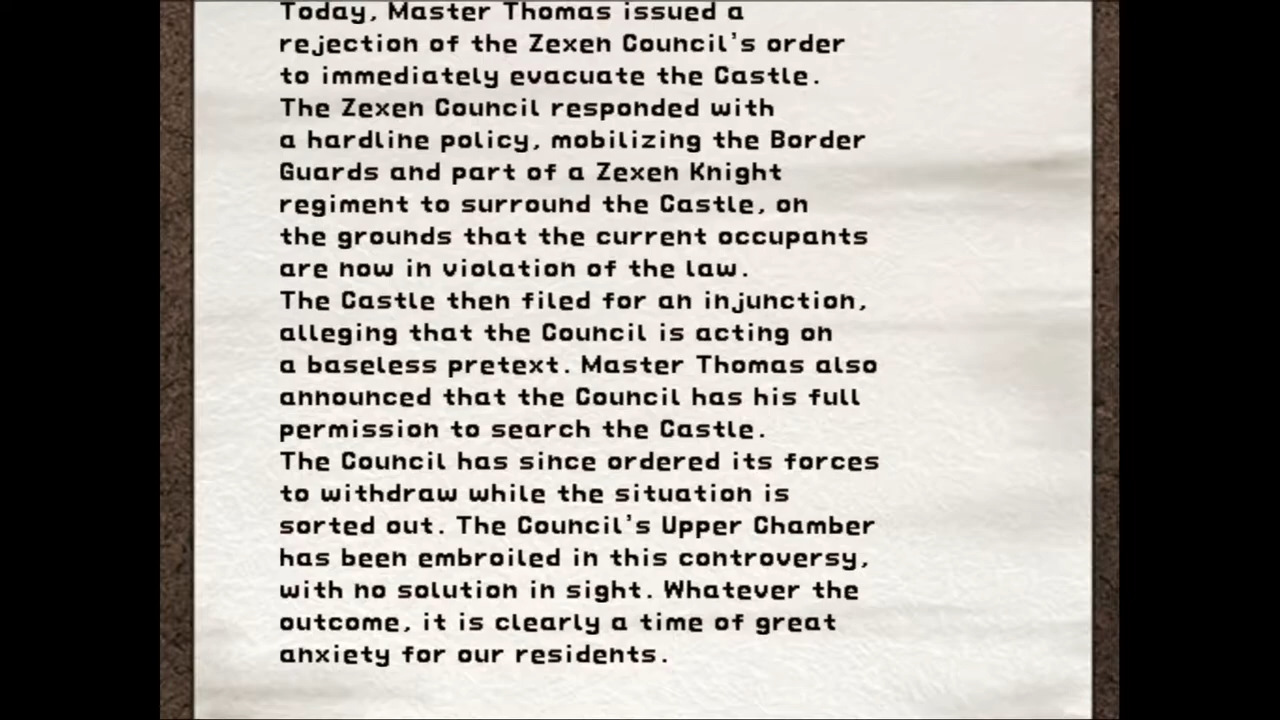 Today, Master Thomas issued a
rejection of the Zexen Council's order
to immediately evacuate the Castle.
The Zexen Council responded with
a hardline policy, mobilizing the Border
Guards and part of a Zexen Knight
regiment to surround the Castle, on
the grounds that the current occupants
are now in violation of the law.
The Castle then filed for an injunction,
alleging that the Council is acting on
a baseless pretext. Master Thomas also
announced that the Council has his full
permission to search the Castle.
The Council has since ordered its forces
to withdraw while the situation is
sorted out. The Council's Upper Chamber
has been embroiled in this controversy,
with no solution in sight. Whatever the
outcome, it is clearly a time of great
anxiety for our residents.